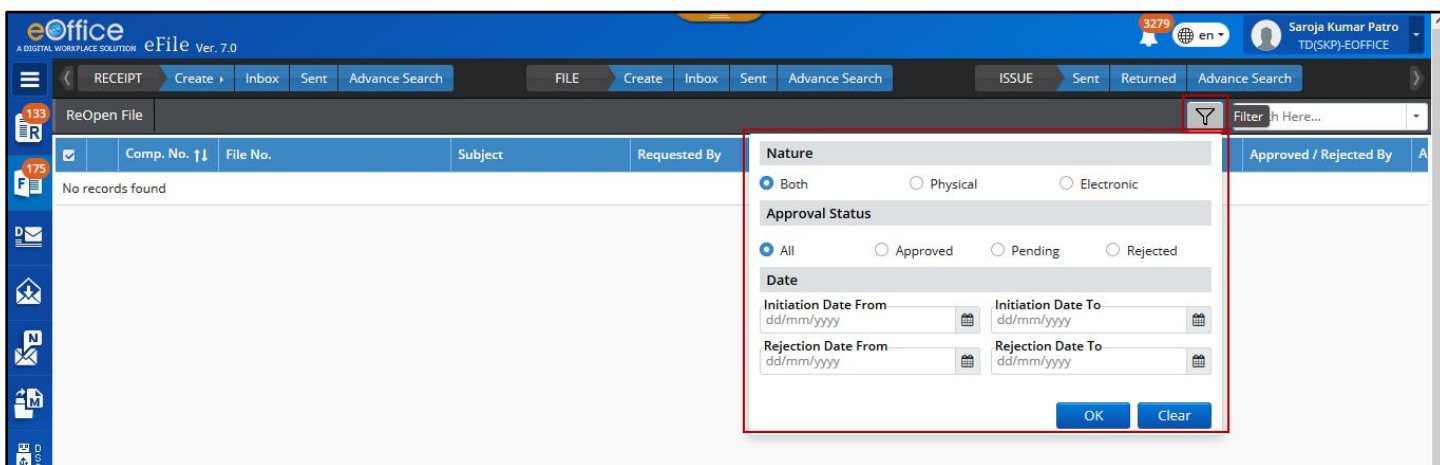 eOffice
A DIGITAL WORKPLACE SOLUTION eFile Ver. 7.0
3279 en Saroja Kumar Patro
TD(SKP)-EOFFICE
RECEIPT Create Inbox Sent Advance Search FILE Create Inbox Sent Advance Search ISSUE Sent Returned Advance Search
133 R ReOpen File Filter h Here...
Comp. No. File No. Subject Requested By Approved / Rejected By A
175 F No records found
Nature
Both Physical Electronic
Approval Status
All Approved Pending Rejected
Date
Initiation Date From Initiation Date To
dd/mm/yyyy dd/mm/yyyy
Rejection Date From Rejection Date To
dd/mm/yyyy dd/mm/yyyy
OK Clear
D
N
M
D
S